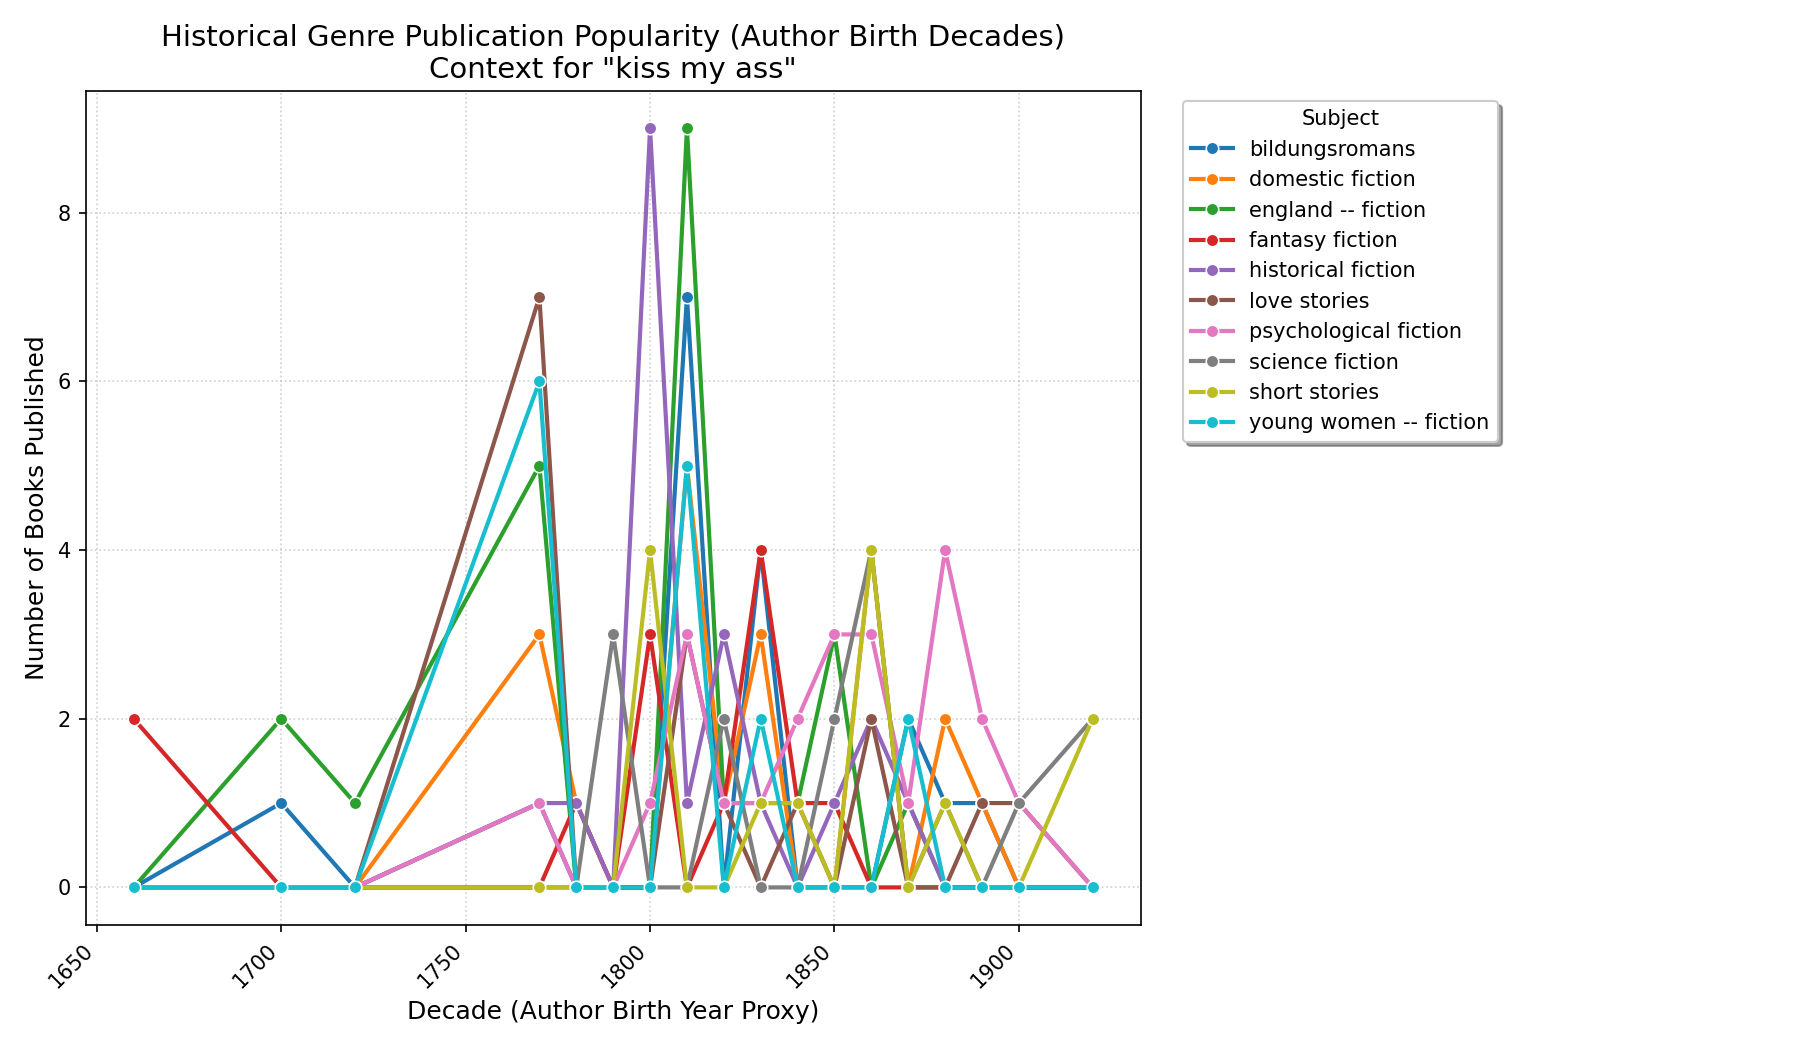 Historical Genre Publication Popularity (Author Birth Decades)
Context for "kiss my ass"
Number of Books Published
8
6
4
2
0
1650
1700
1750
1800
1850
1900
Decade (Author Birth Year Proxy)
Subject
bildungsromans
domestic fiction
england -- fiction
fantasy fiction
historical fiction
love stories
psychological fiction
science fiction
short stories
young women -- fiction